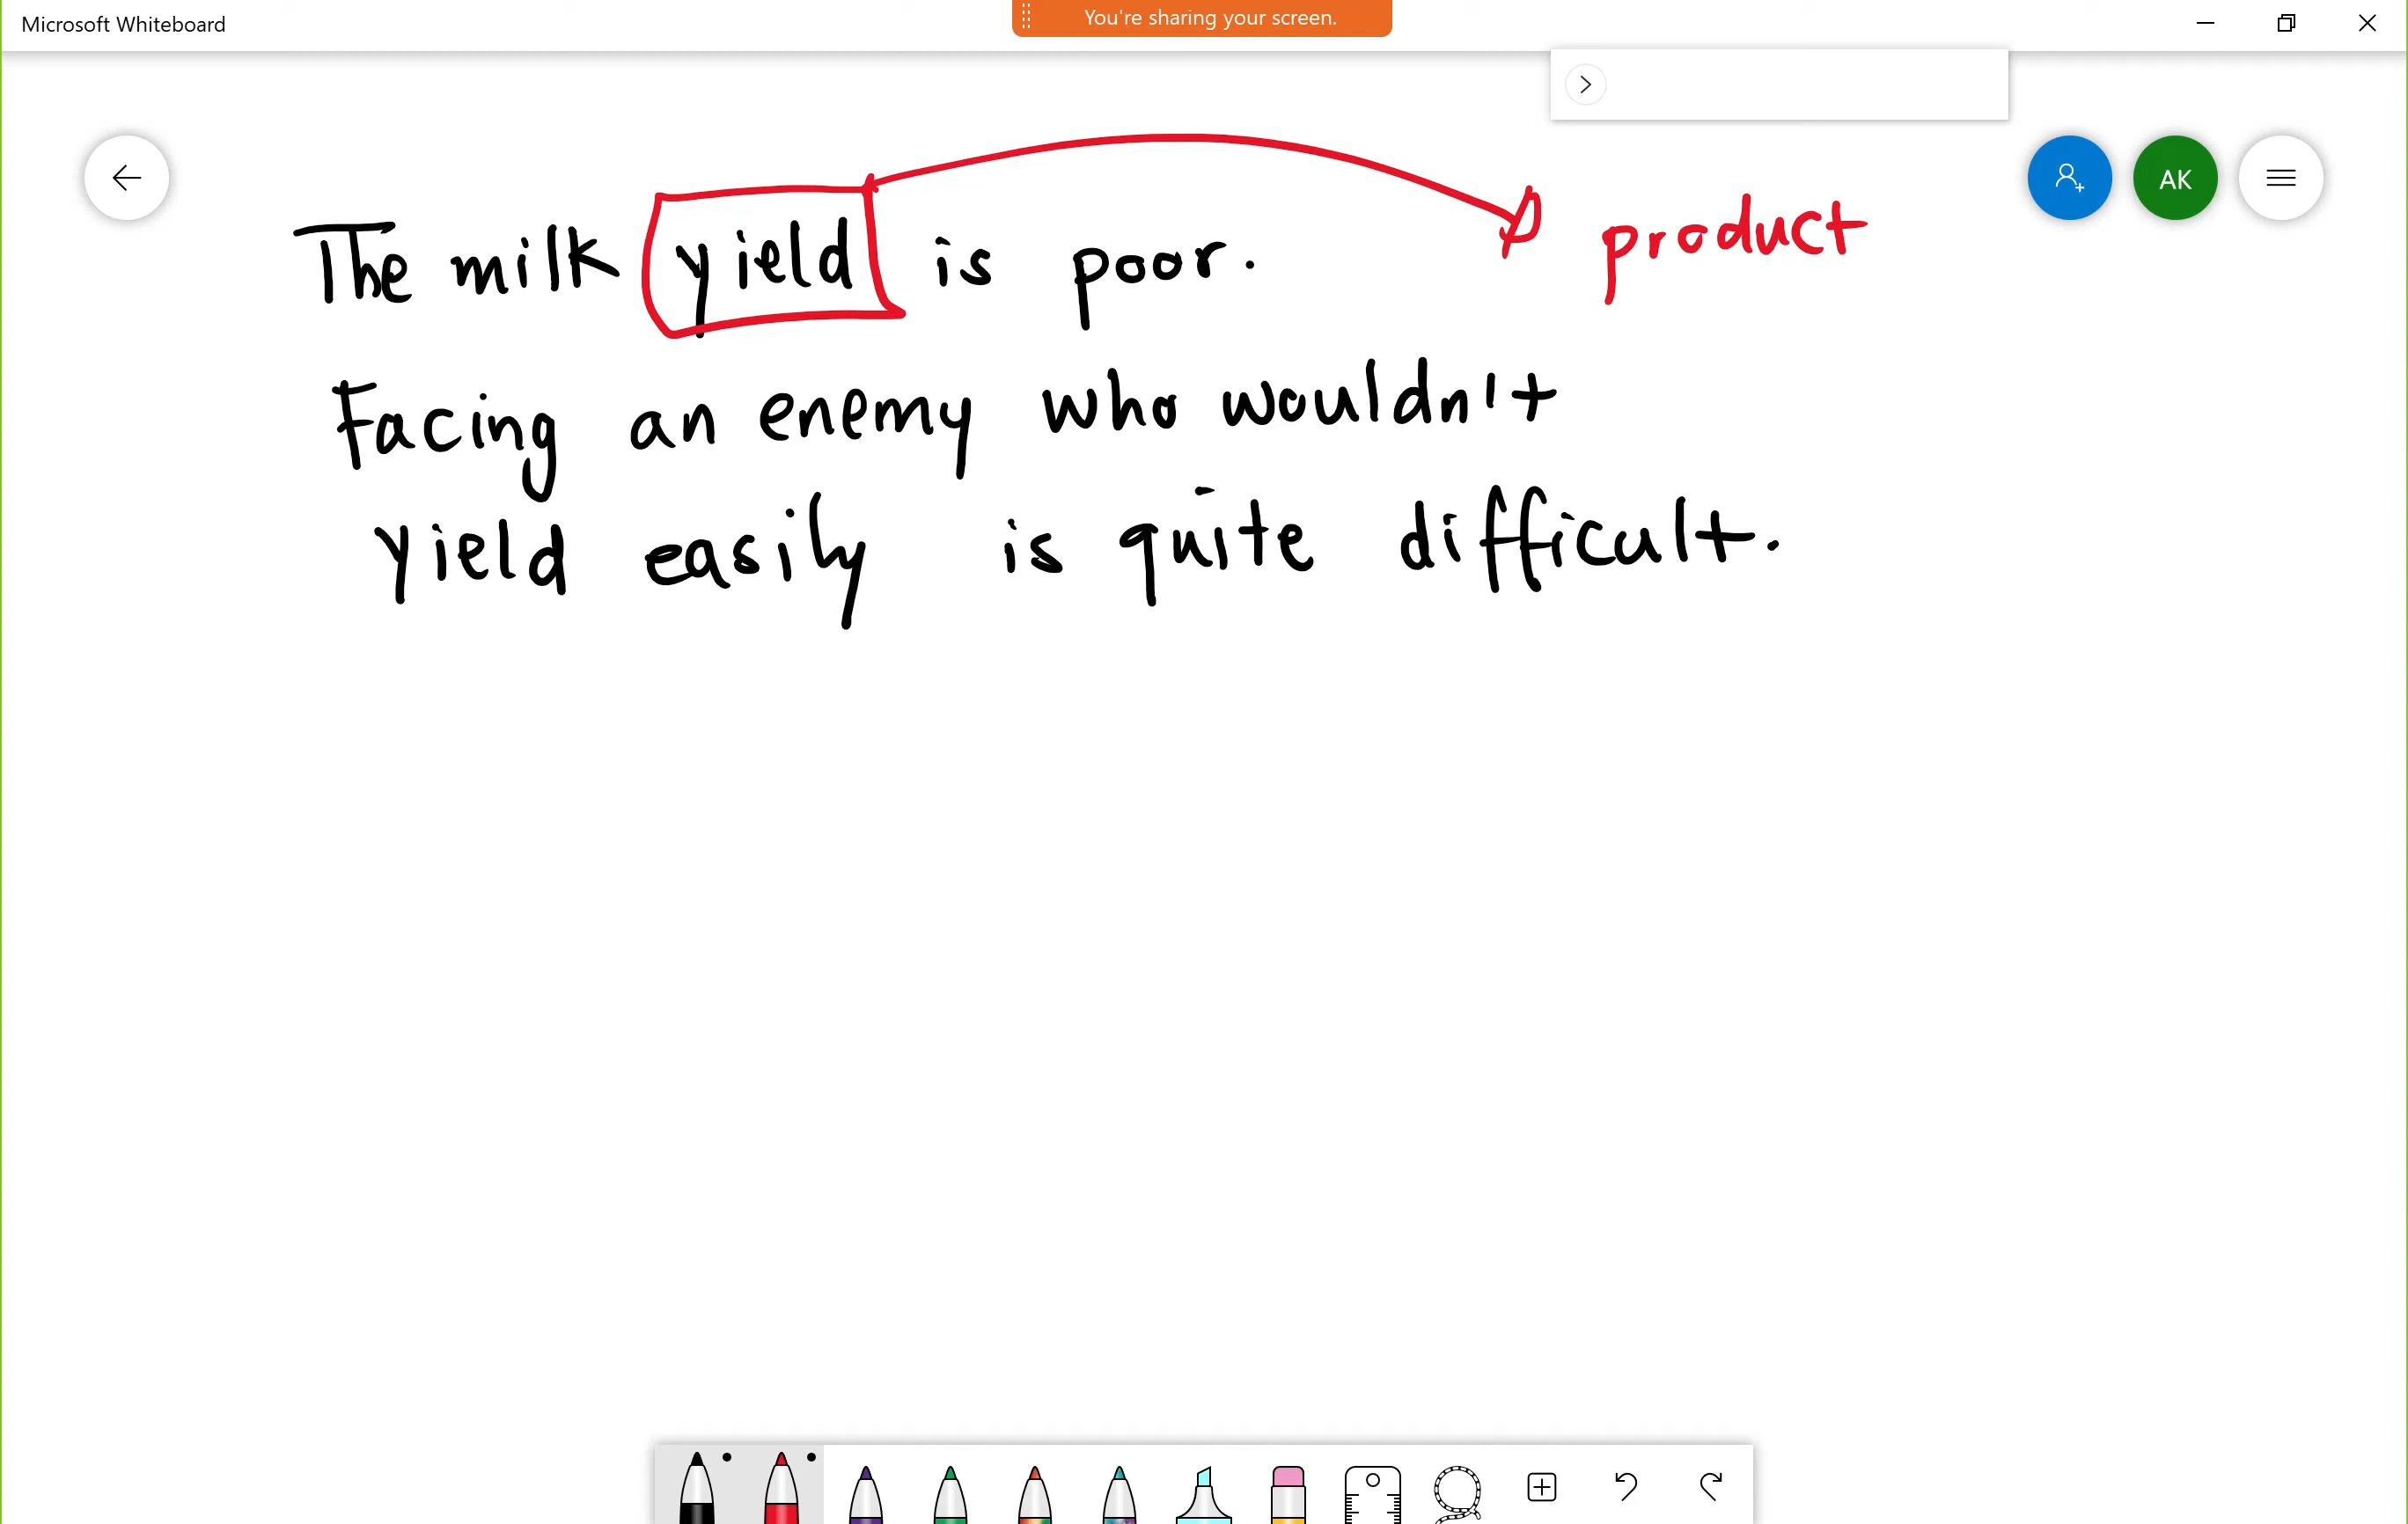 Microsoft Whiteboard
You're sharing your screen.
AK
The milk yield is poor. product
Facing an enemy who wouldn't
yield easily is quite difficult.